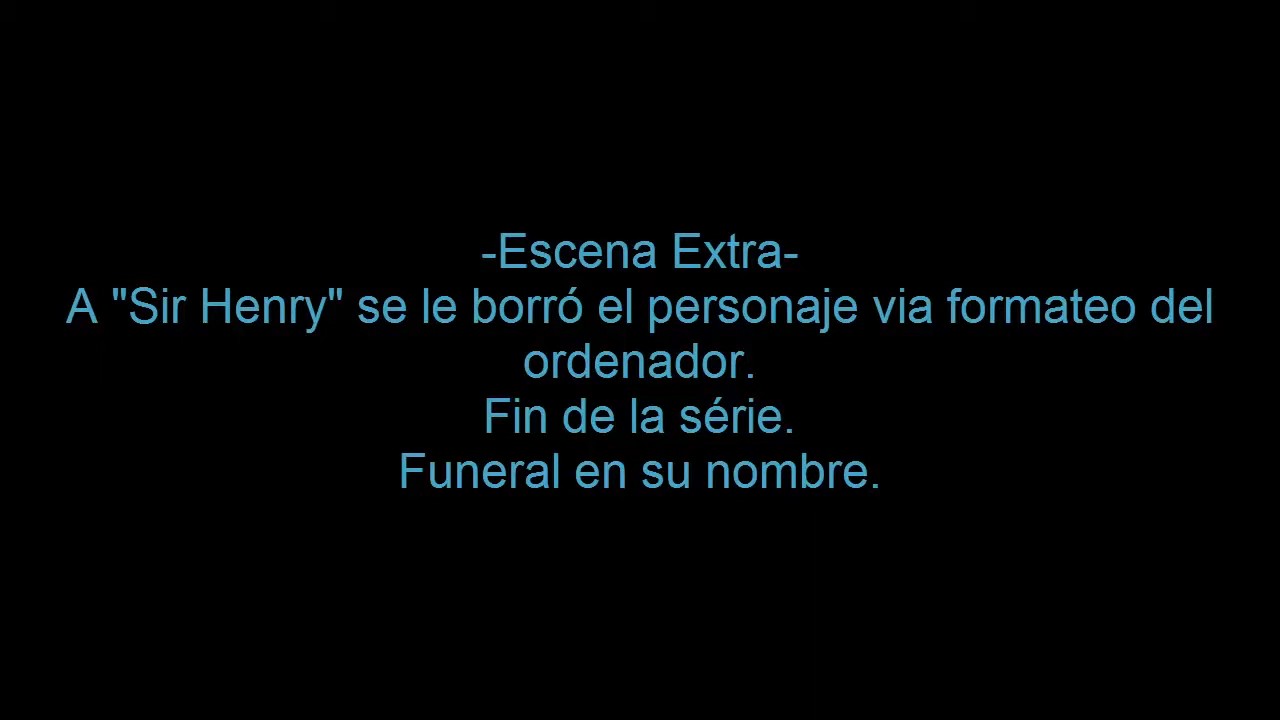 -Escena Extra-
A "Sir Henry" se le borró el personaje via formateo del
ordenador.
Fin de la série.
Funeral en su nombre.